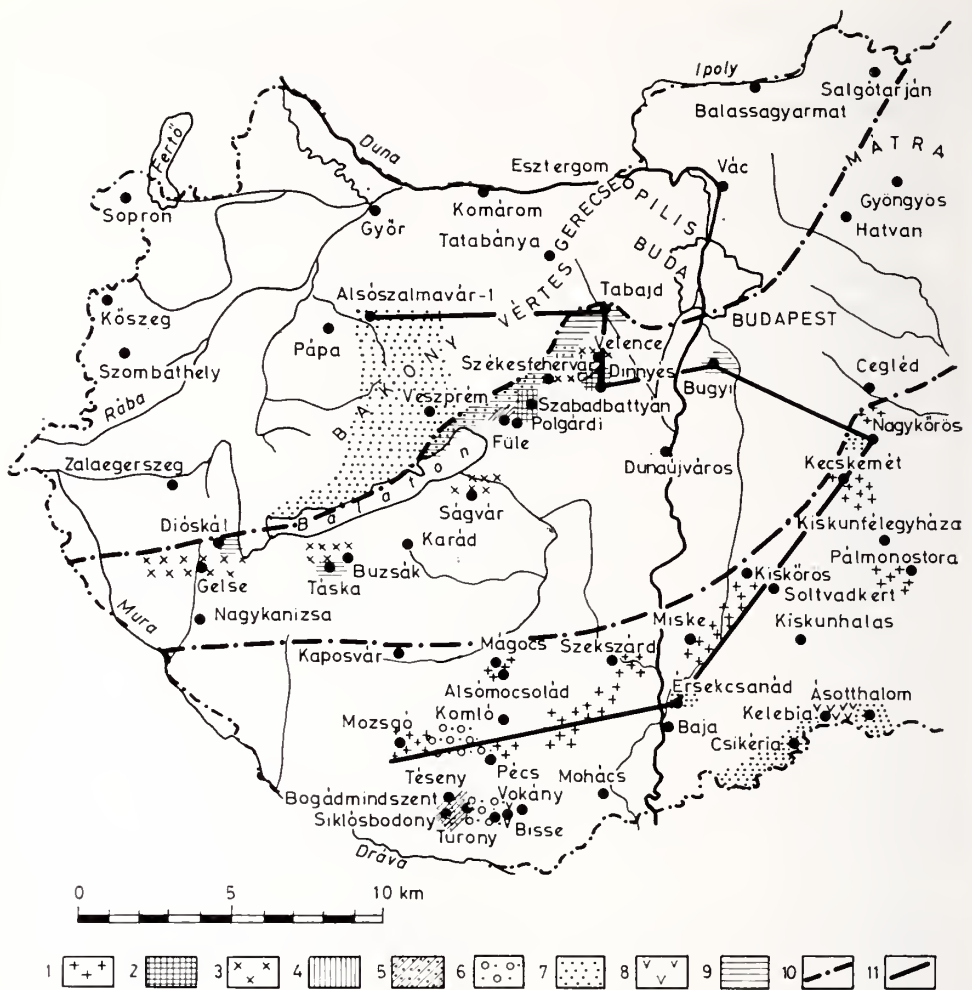 Ipoly
Salgótarján
Balassagyarmat
Fertő
Duna
Esztergom
Vác
MÁTRA
Sopron
Győr
Komárom
Tatabánya
GERECSE
PILIS
BUDA
Gyöngyös
Hatvan
VÉRTES
Alsószalmavár-1
Tabajd
Kőszeg
Pápa
BUDAPEST
BAKONY
Velence
Szombáthely
Székesfehervár
Dinnyés
Bugyi
Cegléd
Rába
Veszprém
Szabadbattyán
Polgárdi
Nagykőrös
Füle
Zalaegerszeg
Dunaújváros
Kecskemét
Balaton
Ságvár
Kiskunfélegyháza
Dióskál
Karád
Pálmonostora
Gelse
Táska
Buzsák
Kiskőrös
Soltvadkert
Mura
Nagykanizsa
Miske
Kiskunhalas
Kaposvár
Mágocs
Szekszárd
Alsómocsolád
Ersekcsanád
Ásotthalom
Mozsgó
Komló
Kelebia
Baja
Csikéria
Pécs
Téseny
Mohács
Bogádmindszent
Vokány
Siklósbodony
Bisse
Turony
Dráva
0 5 10 km
1 2 3 4 5 6 7 8 9 10 11